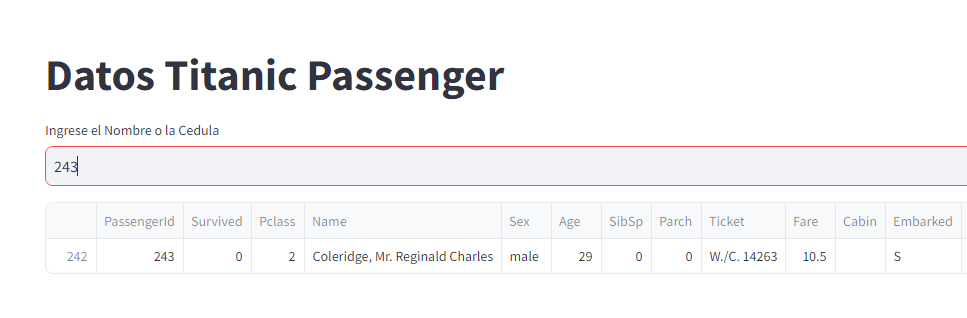 Datos Titanic Passenger
Ingrese el Nombre o la Cedula
243
PassengerId Survived Pclass Name Sex Age SibSp Parch Ticket Fare Cabin Embarked
242 243 0 2 Coleridge, Mr. Reginald Charles male 29 0 0 W./C. 14263 10.5 S